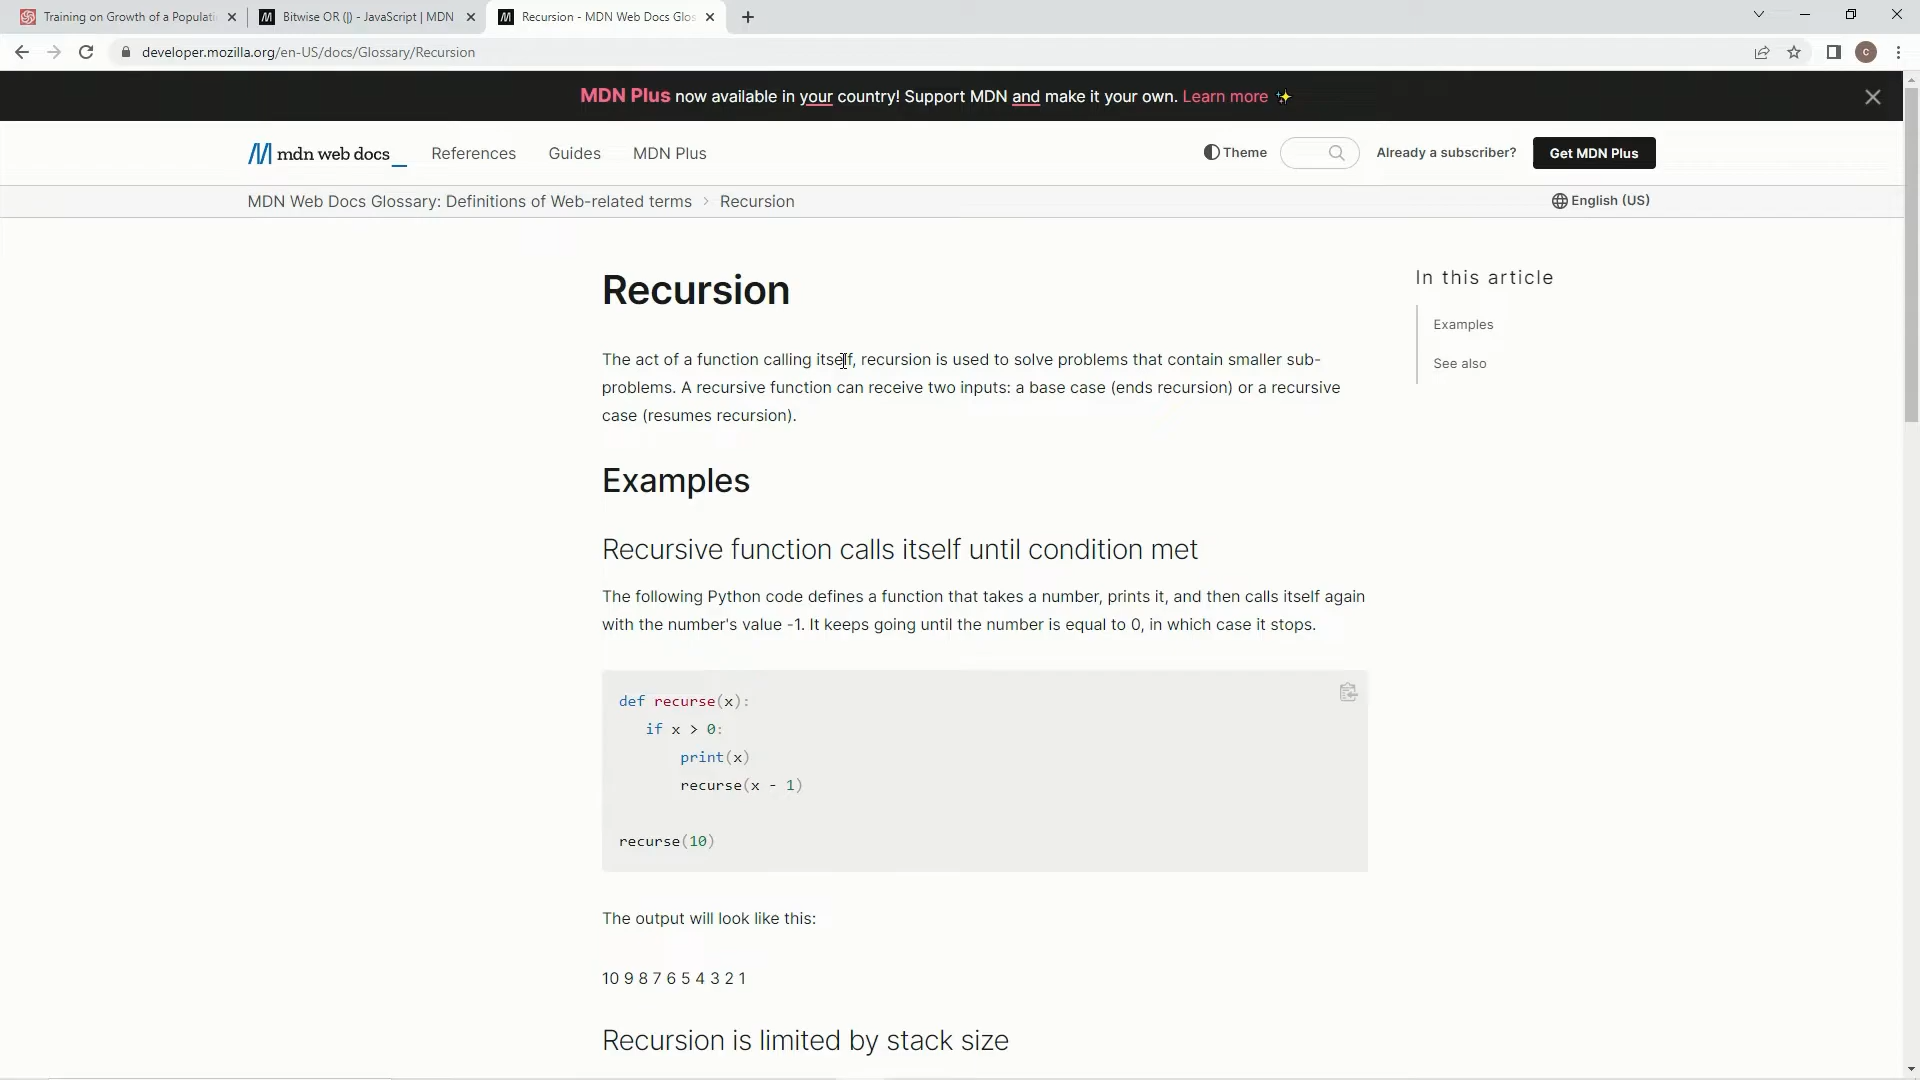 Training on Growth of a Populati
Bitwise OR (|) - JavaScript | MDN
Recursion - MDN Web Docs Glos
developer.mozilla.org/en-US/docs/Glossary/Recursion
C
MDN Plus now available in your country! Support MDN and make it your own. Learn more ✨
mdn web docs_
References
Guides
MDN Plus
Theme
Already a subscriber?
Get MDN Plus
MDN Web Docs Glossary: Definitions of Web-related terms > Recursion
English (US)
Recursion
The act of a function calling itself, recursion is used to solve problems that contain smaller sub-
problems. A recursive function can receive two inputs: a base case (ends recursion) or a recursive
case (resumes recursion).
In this article
Examples
See also
Examples
Recursive function calls itself until condition met
The following Python code defines a function that takes a number, prints it, and then calls itself again
with the number's value -1. It keeps going until the number is equal to 0, in which case it stops.
def recurse(x):
if x > 0:
print(x)
recurse(x - 1)
recurse(10)
The output will look like this:
10 9 8 7 6 5 4 3 2 1
Recursion is limited by stack size